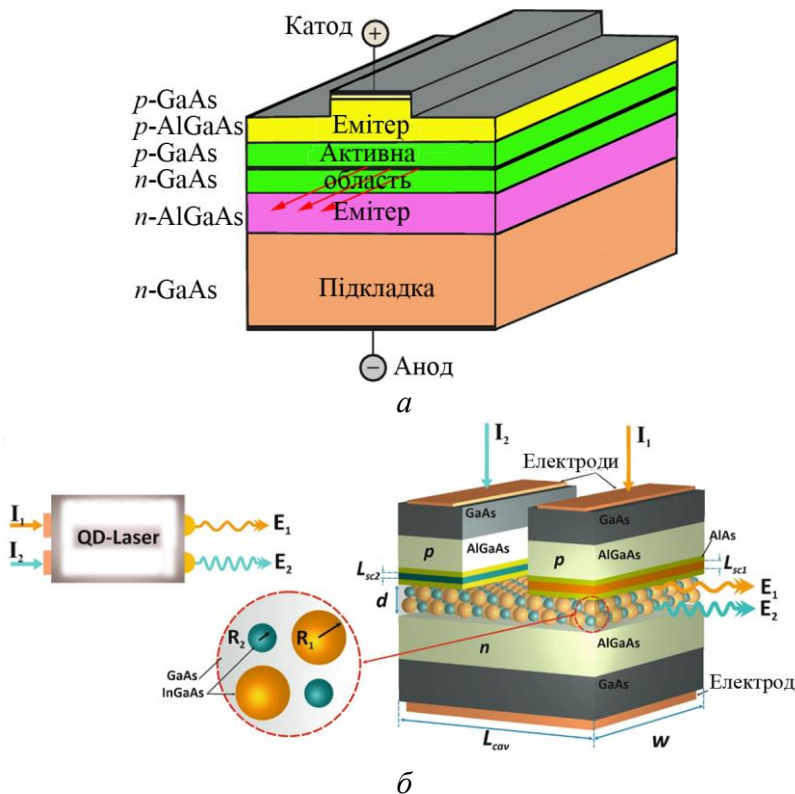 Катод
+
p-GaAs
p-AlGaAs
Емітер
p-GaAs
Активна
n-GaAs
область
n-AlGaAs
Емітер
n-GaAs
Підкладка
−
Анод
а
I₂
I₁
Електроди
I₁
I₂
QD-Laser
E₁
E₂
GaAs
GaAs
p
AlGaAs
p
AlGaAs
AlAs
Lsc2
Lsc1
d
E₁
E₂
R₂
R₁
GaAs
InGaAs
n
AlGaAs
GaAs
Електрод
Lcav
w
б